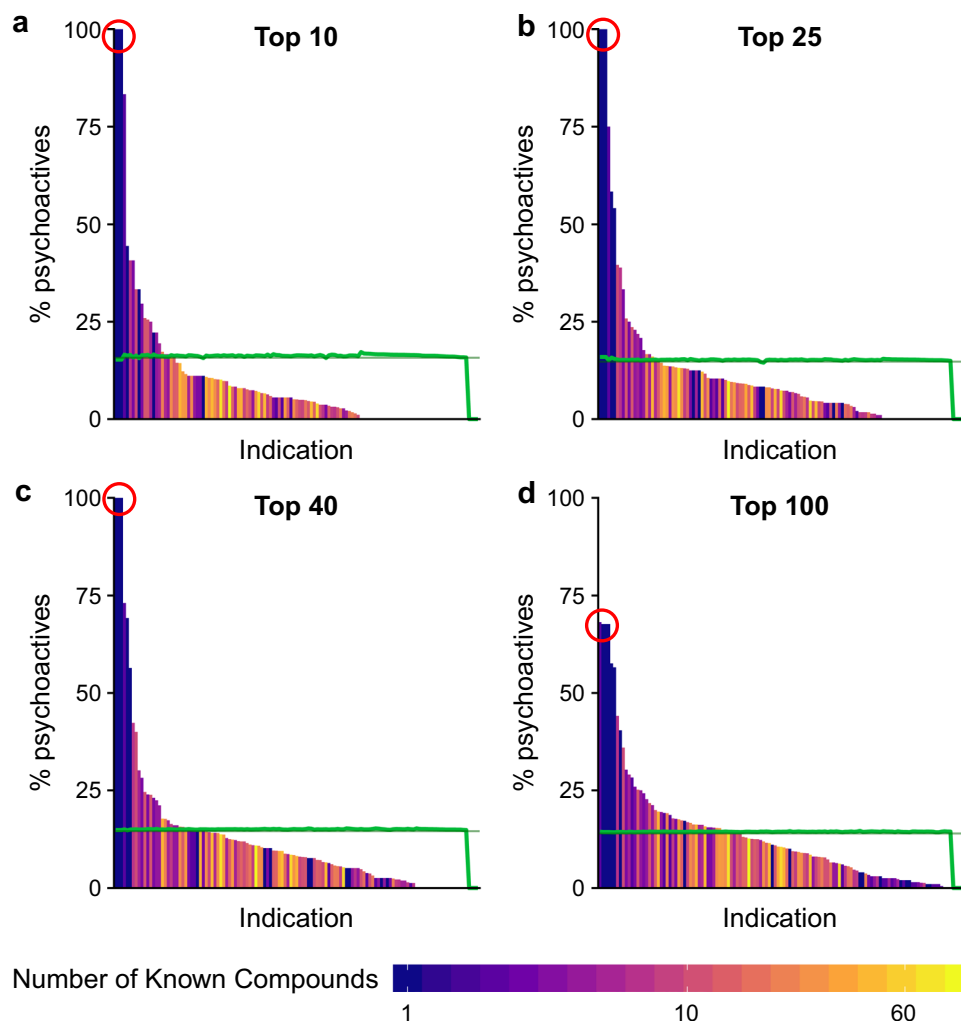 a
Top 10
% psychoactives
100
75
50
25
0
Indication
b
Top 25
% psychoactives
100
75
50
25
0
Indication
c
Top 40
% psychoactives
100
75
50
25
0
Indication
d
Top 100
% psychoactives
100
75
50
25
0
Indication
Number of Known Compounds
1 10 60